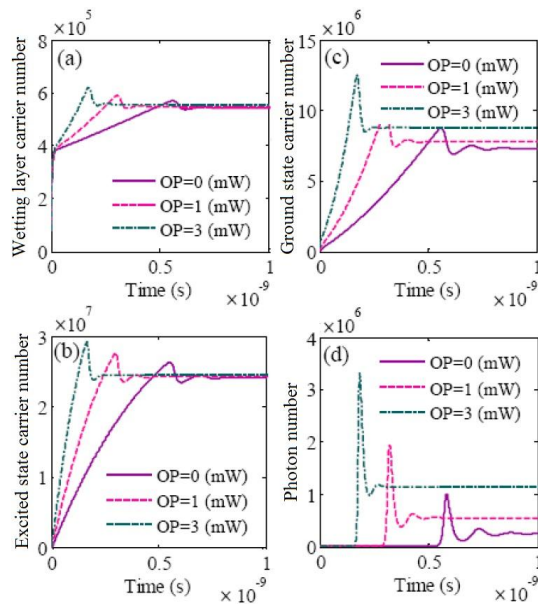 × 10^5
8
6
4
2
0
(a)
OP=0 (mW)
OP=1 (mW)
OP=3 (mW)
Wetting layer carrier number
0
0.5
1
Time (s)
× 10^-9
× 10^6
15
10
5
0
(c)
OP=0 (mW)
OP=1 (mW)
OP=3 (mW)
Ground state carrier number
0
0.5
1
Time (s)
× 10^-9
× 10^7
3
2
1
0
(b)
OP=0 (mW)
OP=1 (mW)
OP=3 (mW)
Excited state carrier number
0
0.5
1
Time (s)
× 10^-9
× 10^6
4
3
2
1
0
(d)
OP=0 (mW)
OP=1 (mW)
OP=3 (mW)
Photon number
0
0.5
1
Time (s)
× 10^-9